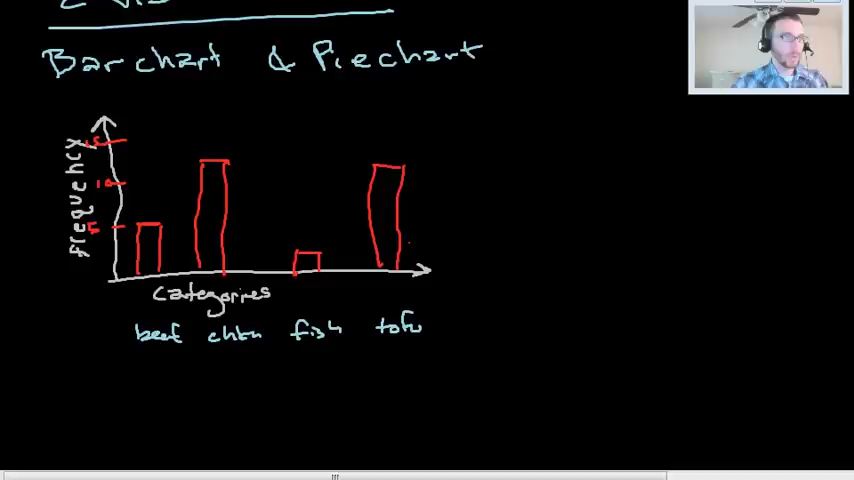 Barchart & Piechart
frequency
15
10
5
Categories
beef chkn fish tofu